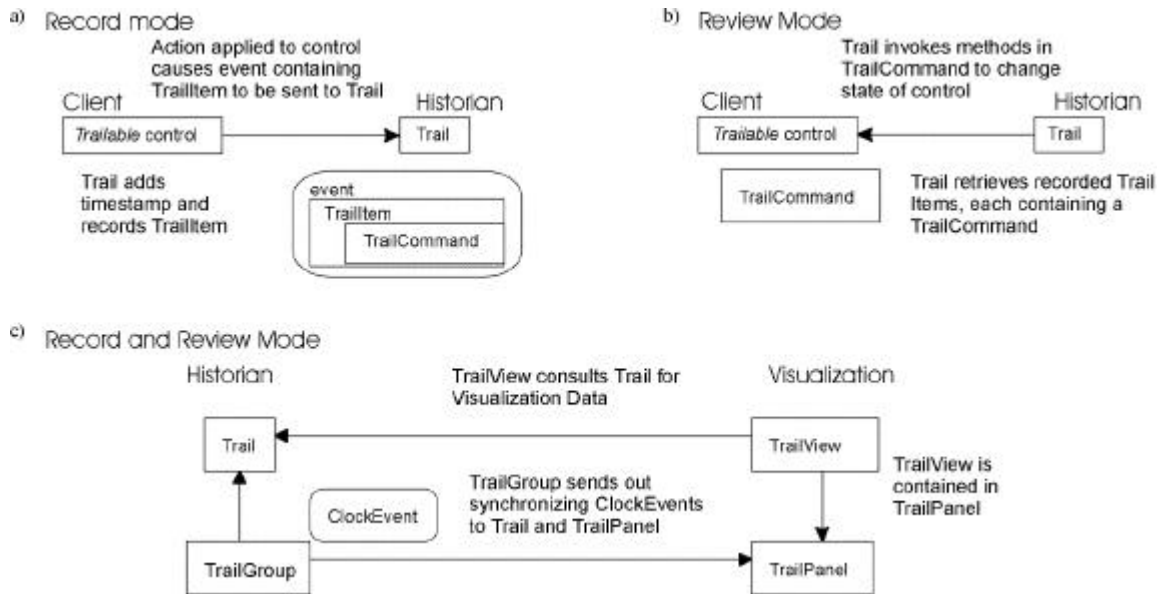 a) Record mode
Action applied to control
causes event containing
TrailItem to be sent to Trail
Client
Historian
Trailable control
Trail
Trail adds
timestamp and
records TrailItem
event
TrailItem
TrailCommand
b) Review Mode
Trail invokes methods in
TrailCommand to change
state of control
Client
Historian
Trailable control
Trail
TrailCommand
Trail retrieves recorded Trail
Items, each containing a
TrailCommand
c) Record and Review Mode
Historian
TrailView consults Trail for
Visualization Data
Visualization
Trail
TrailView
TrailView is
contained in
TrailPanel
ClockEvent
TrailGroup sends out
synchronizing ClockEvents
to Trail and TrailPanel
TrailGroup
TrailPanel